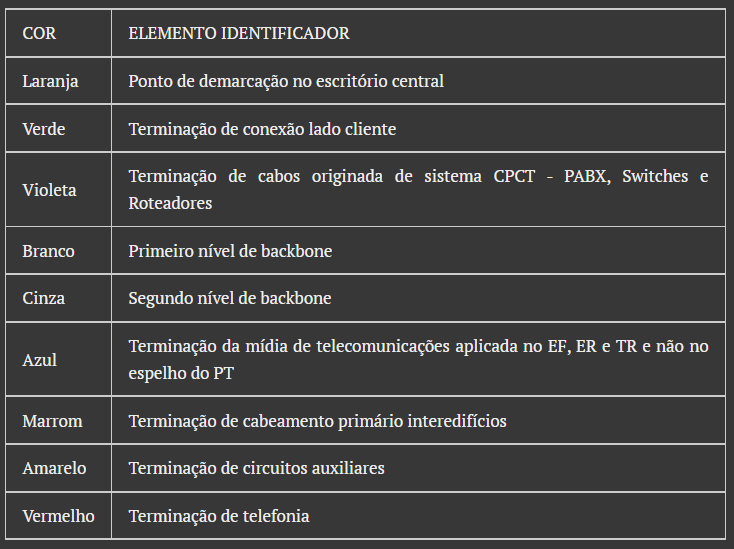 COR ELEMENTO IDENTIFICADOR
Laranja Ponto de demarcação no escritório central
Verde Terminação de conexão lado cliente
Violeta Terminação de cabos originada de sistema CPCT - PABX, Switches e
Roteadores
Branco Primeiro nível de backbone
Cinza Segundo nível de backbone
Azul Terminação da mídia de telecomunicações aplicada no EF, ER e TR e não no
espelho do PT
Marrom Terminação de cabeamento primário interedifícios
Amarelo Terminação de circuitos auxiliares
Vermelho Terminação de telefonia